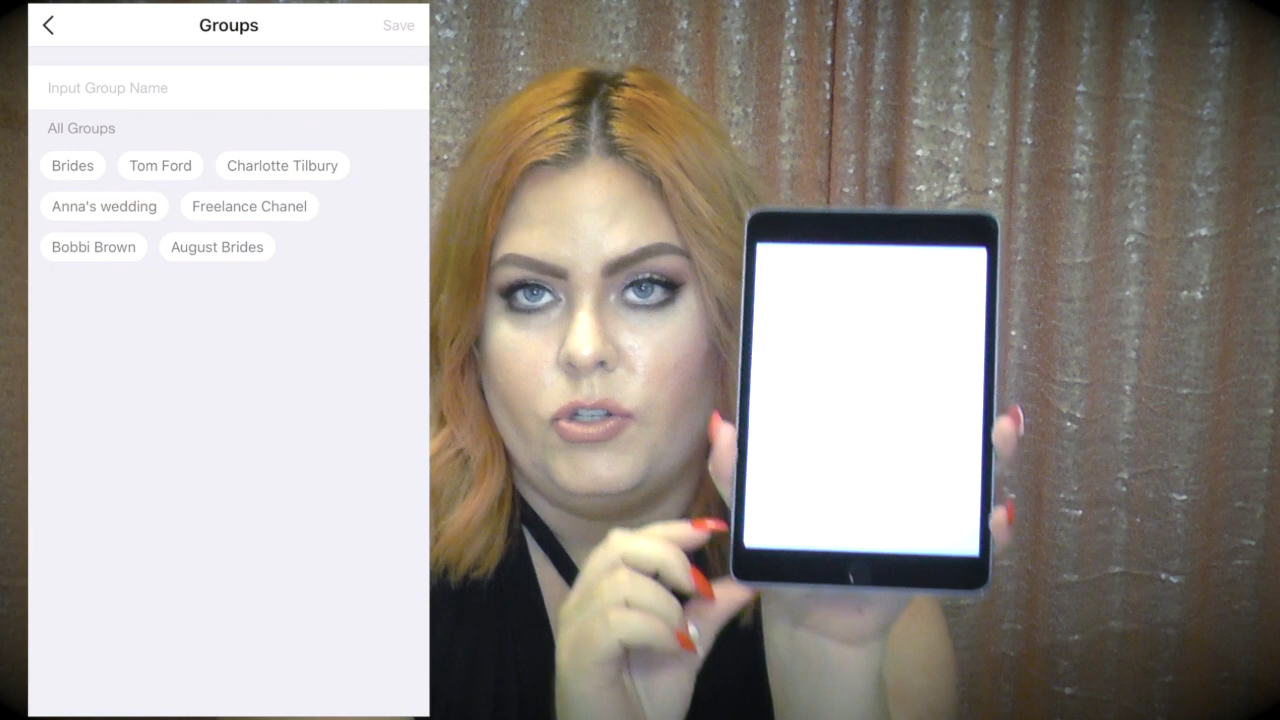 Groups Save
Input Group Name
All Groups
Brides Tom Ford Charlotte Tilbury
Anna's wedding Freelance Chanel
Bobbi Brown August Brides